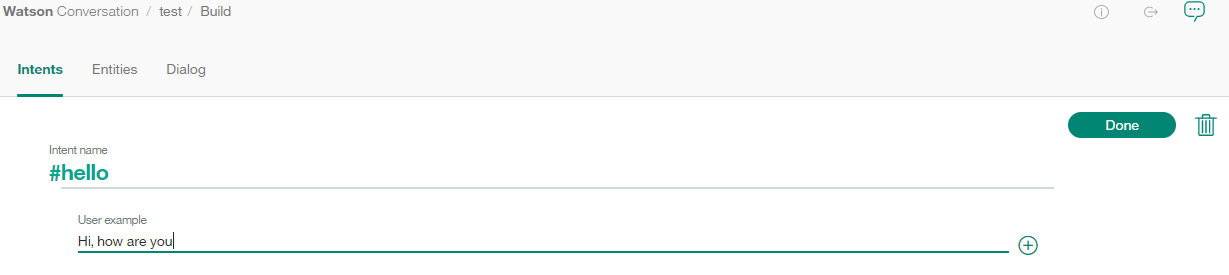 Watson Conversation / test / Build
Intents Entities Dialog
Done
Intent name
#hello
User example
Hi, how are you